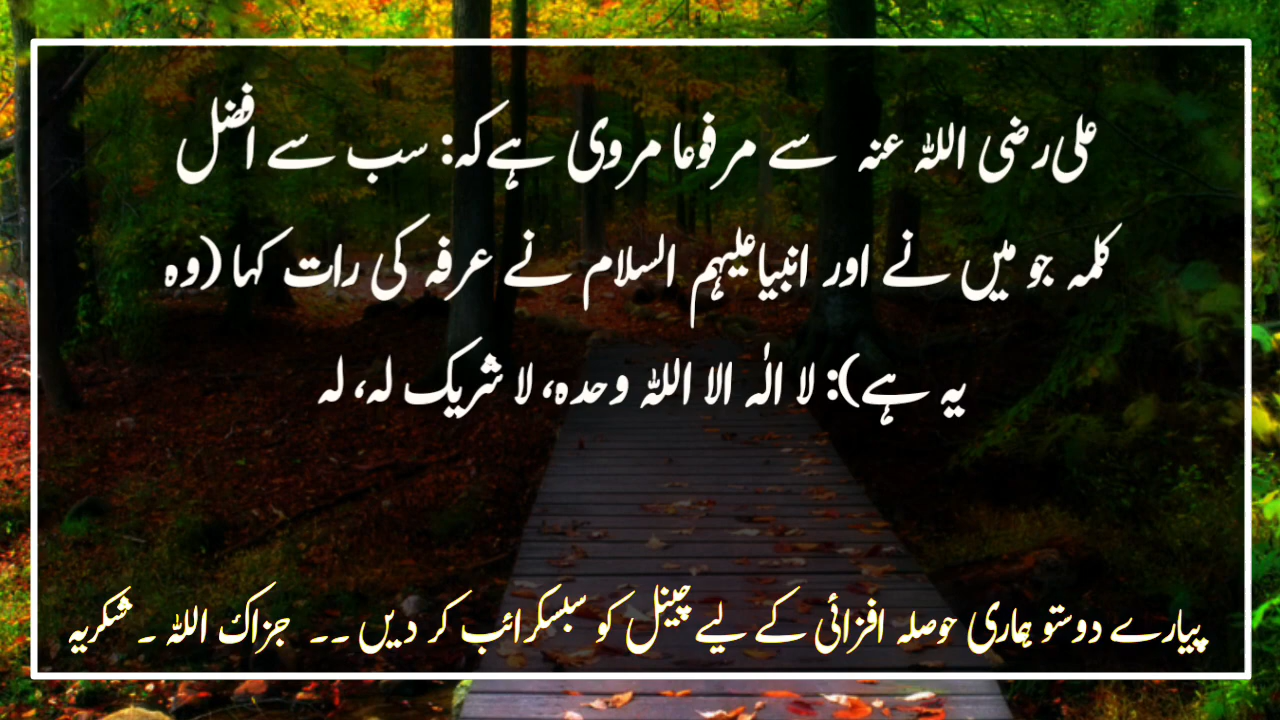 علی رضی اللہ عنہ سے مرفوعا مروی ہے کہ: سب سے افضل
کلمہ جو میں نے اور انبیا علیہم السلام نے عرفہ کی رات کہا (وہ
یہ ہے): لا الٰہ الا اللہ وحدہ، لا شریک لہ، لہ
پیارے دوستو ہماری حوصلہ افزائی کے لیے چینل کو سبسکرائب کر دیں ۔۔ جزاك اللہ ۔ شکریہ